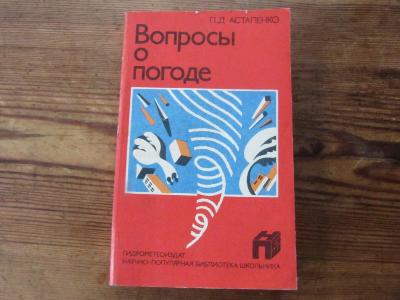 П.Д. АСТАПЕНКО
Вопросы
о
погоде
ГИДРОМЕТЕОИЗДАТ
НАУЧНО-ПОПУЛЯРНАЯ БИБЛИОТЕКА ШКОЛЬНИКА